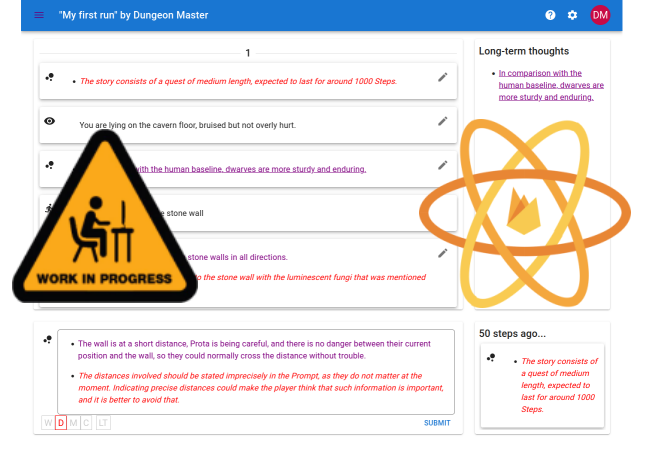 "My first run" by Dungeon Master
DM
1
The story consists of a quest of medium length, expected to last for around 1000 Steps.
You are lying on the cavern floor, bruised but not overly hurt.
with the human baseline, dwarves are more sturdy and enduring.
stone wall
stone walls in all directions.
to the stone wall with the luminescent fungi that was mentioned
WORK IN PROGRESS
Long-term thoughts
In comparison with the
human baseline, dwarves are
more sturdy and enduring.
The wall is at a short distance, Prota is being careful, and there is no danger between their current
position and the wall, so they could normally cross the distance without trouble.
The distances involved should be stated imprecisely in the Prompt, as they do not matter at the
moment. Indicating precise distances could make the player think that such information is important,
and it is better to avoid that.
W D M C LT
SUBMIT
50 steps ago...
The story consists of
a quest of medium
length, expected to
last for around 1000
Steps.